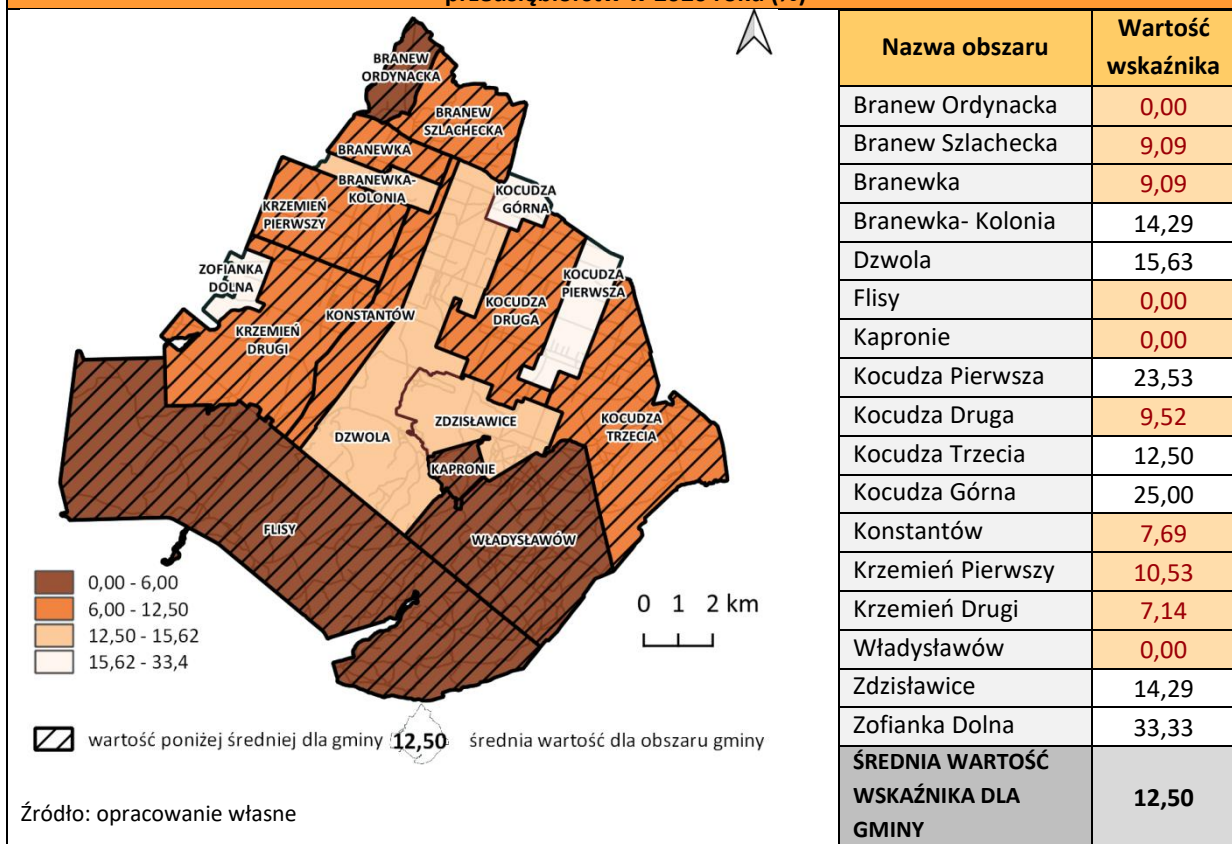 przedsiębiorstw w 2020 roku (%)
BRANEW
ORDYNACKA
BRANEW
SZLACHECKA
BRANEWKA
BRANEWKA-
KOLONIA
KOCUDZA
GÓRNA
KRZEMIEŃ
PIERWSZY
ZOFIANKA
DOLNA
KOCUDZA
PIERWSZA
KONSTANTÓW
KOCUDZA
DRUGA
KRZEMIEŃ
DRUGI
DZWOLA
ZDZISŁAWICE
KOCUDZA
TRZECIA
KAPRONIE
FLISY
WŁADYSŁAWÓW
0,00 - 6,00
6,00 - 12,50
12,50 - 15,62
15,62 - 33,4
0 1 2 km
wartość poniżej średniej dla gminy 12,50 średnia wartość dla obszaru gminy
Źródło: opracowanie własne
Nazwa obszaru Wartość wskaźnika
Branew Ordynacka 0,00
Branew Szlachecka 9,09
Branewka 9,09
Branewka- Kolonia 14,29
Dzwola 15,63
Flisy 0,00
Kapronie 0,00
Kocudza Pierwsza 23,53
Kocudza Druga 9,52
Kocudza Trzecia 12,50
Kocudza Górna 25,00
Konstantów 7,69
Krzemień Pierwszy 10,53
Krzemień Drugi 7,14
Władysławów 0,00
Zdzisławice 14,29
Zofianka Dolna 33,33
ŚREDNIA WARTOŚĆ
WSKAŹNIKA DLA 12,50
GMINY